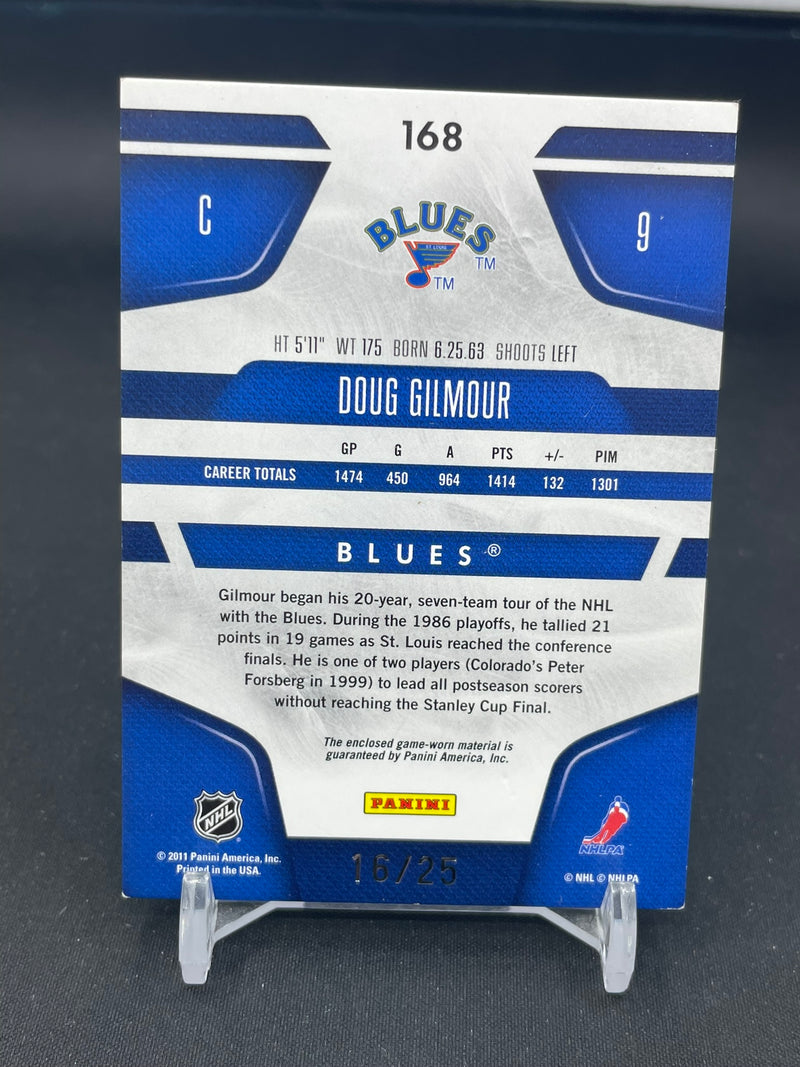 168
C
BLUES
ST. LOUIS
TM
TM
9
HT 5'11" WT 175 BORN 6.25.63 SHOOTS LEFT
DOUG GILMOUR
GP G A PTS +/- PIM
CAREER TOTALS 1474 450 964 1414 132 1301
BLUES®
Gilmour began his 20-year, seven-team tour of the NHL
with the Blues. During the 1986 playoffs, he tallied 21
points in 19 games as St. Louis reached the conference
finals. He is one of two players (Colorado's Peter
Forsberg in 1999) to lead all postseason scorers
without reaching the Stanley Cup Final.
The enclosed game-worn material is
guaranteed by Panini America, Inc.
PANINI
NHL
NHLPA
© 2011 Panini America, Inc.
Printed in the USA.
16/25
© NHL © NHLPA